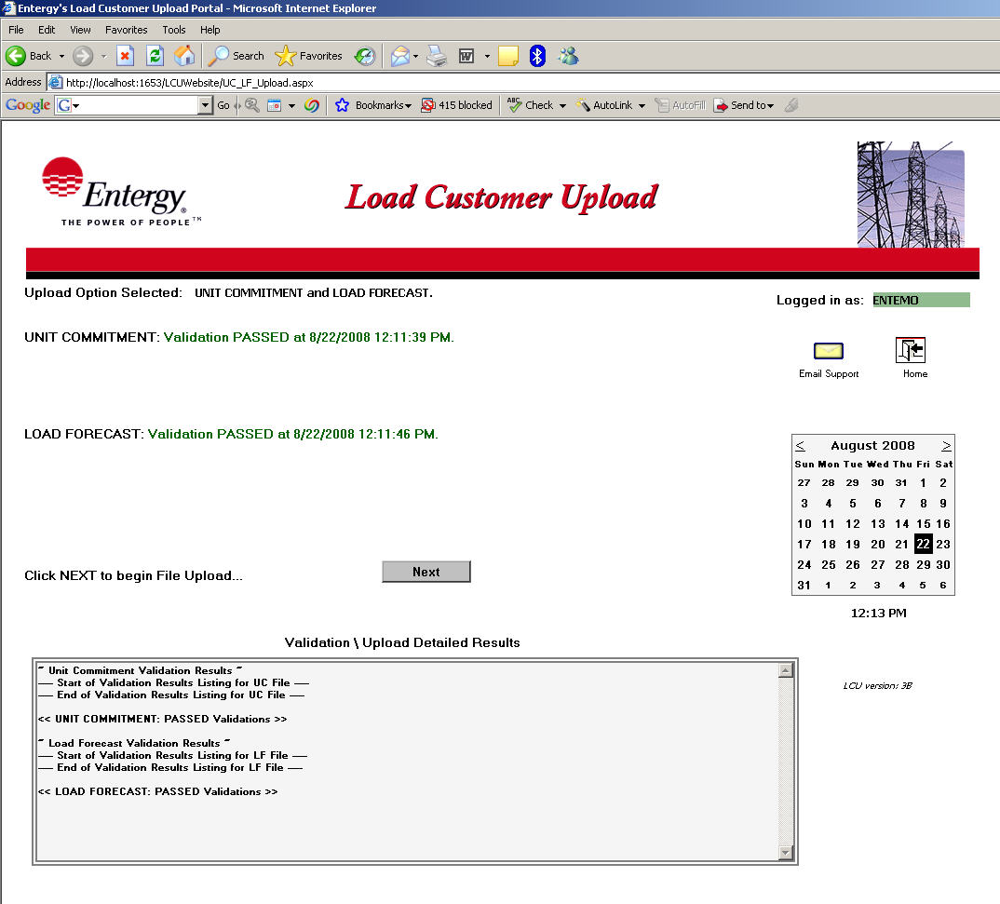 Entergy's Load Customer Upload Portal - Microsoft Internet Explorer
File Edit View Favorites Tools Help
Back Search Favorites
Address http://localhost:1653/LCUWebsite/UC_LF_Upload.aspx
Google G Go Bookmarks 415 blocked ABC Check AutoLink AutoFill Send to
Entergy®
THE POWER OF PEOPLE™
Load Customer Upload
Upload Option Selected: UNIT COMMITMENT and LOAD FORECAST.
Logged in as: ENTEMO
UNIT COMMITMENT: Validation PASSED at 8/22/2008 12:11:39 PM.
Email Support Home
LOAD FORECAST: Validation PASSED at 8/22/2008 12:11:46 PM.
< August 2008 >
Sun Mon Tue Wed Thu Fri Sat
27 28 29 30 31 1 2
3 4 5 6 7 8 9
10 11 12 13 14 15 16
17 18 19 20 21 22 23
24 25 26 27 28 29 30
31 1 2 3 4 5 6
12:13 PM
Click NEXT to begin File Upload...
Next
Validation \ Upload Detailed Results
~ Unit Commitment Validation Results ~
--- Start of Validation Results Listing for UC File ---
--- End of Validation Results Listing for UC File ---
<< UNIT COMMITMENT: PASSED Validations >>
~ Load Forecast Validation Results ~
--- Start of Validation Results Listing for LF File ---
--- End of Validation Results Listing for LF File ---
<< LOAD FORECAST: PASSED Validations >>
LCU version: 3B